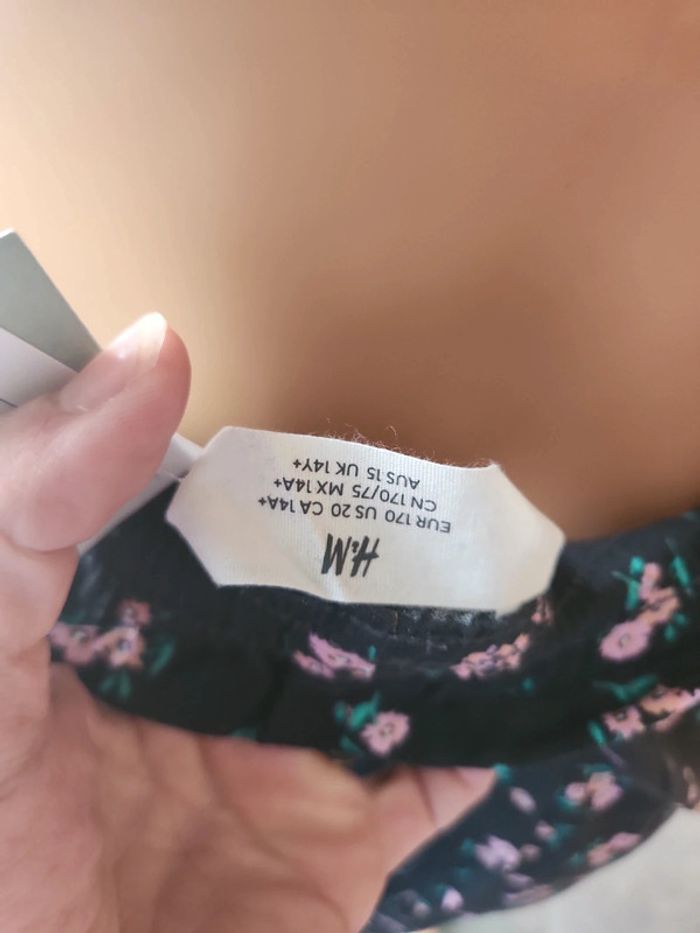 H&M
EUR 170 US 20 CA 14A+
CN 170/75 MX 14A+
AUS 15 UK 14Y+